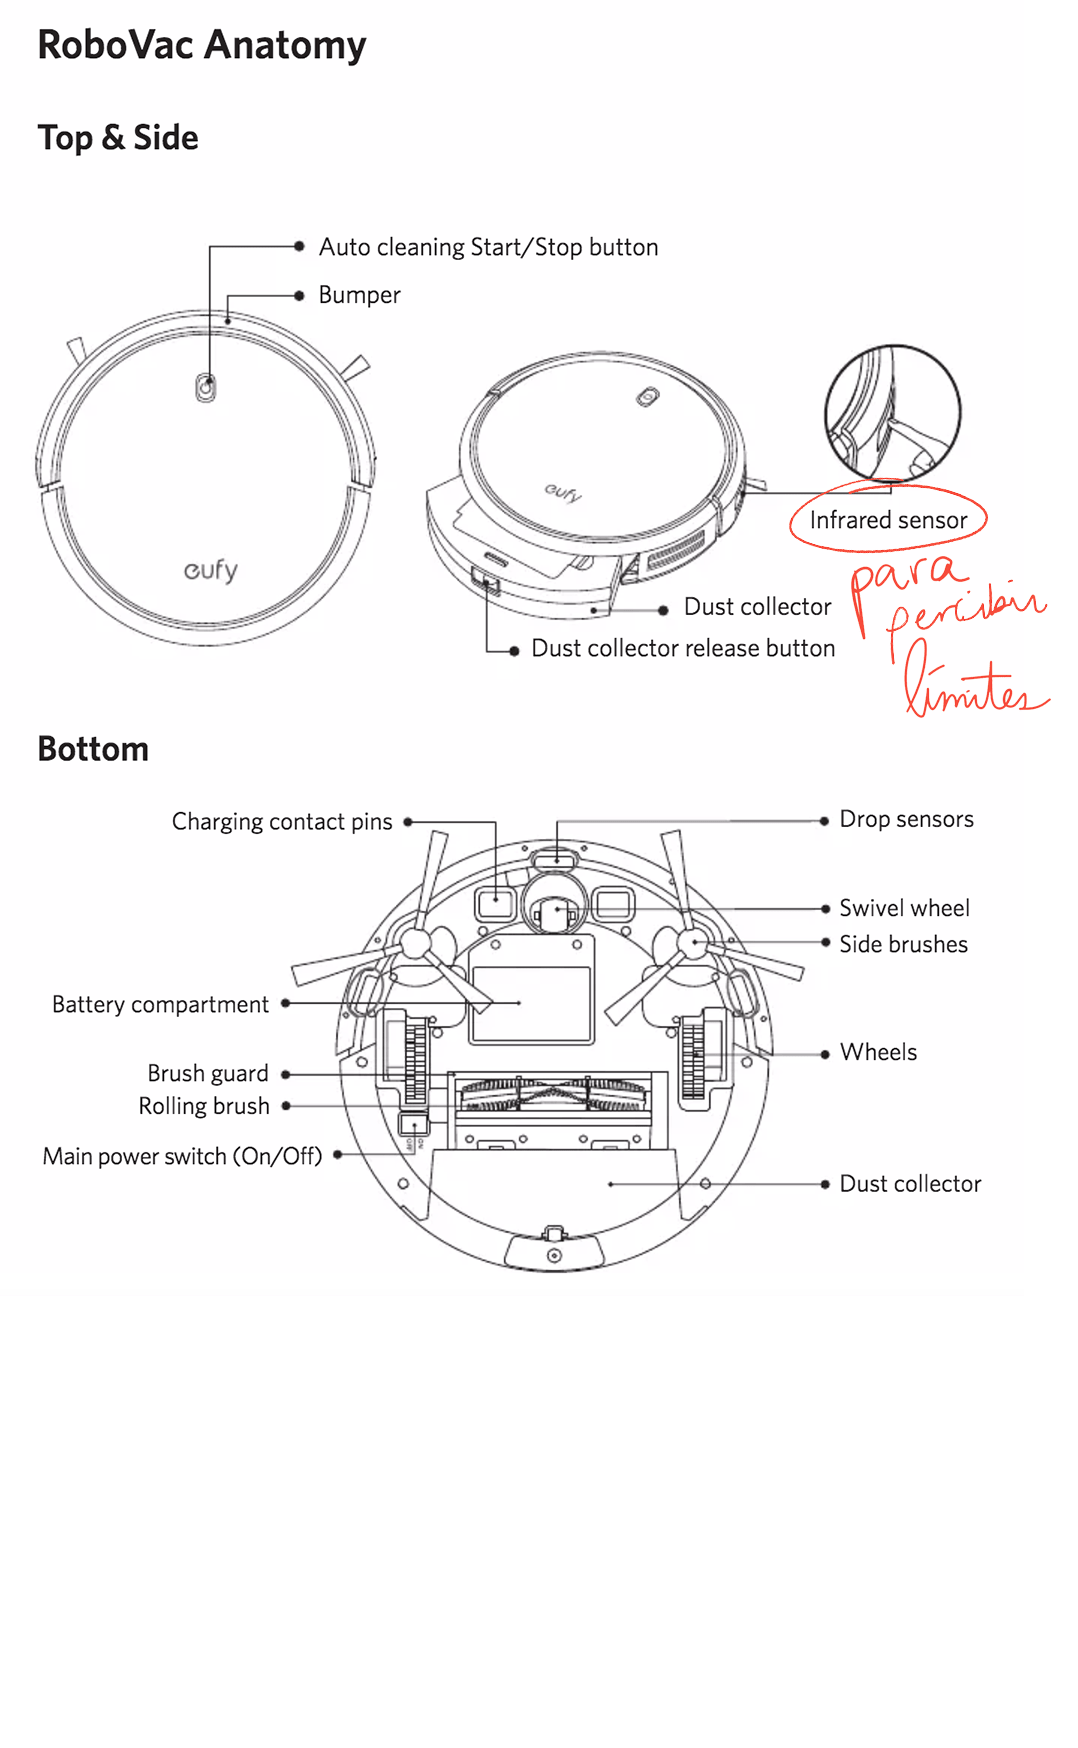 RoboVac Anatomy
Top & Side
Auto cleaning Start/Stop button
Bumper
eufy
eufy
Infrared sensor
para
percibir
límites
Dust collector
Dust collector release button
Bottom
Charging contact pins
Drop sensors
Swivel wheel
Side brushes
Battery compartment
Wheels
Brush guard
Rolling brush
Main power switch (On/Off)
Dust collector